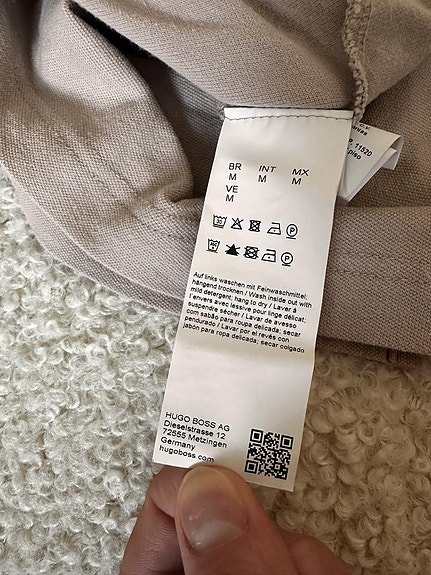 BR INT MX
M M M
VE
M
30 P
P
Auf links waschen mit Feinwaschmittel;
hängend trocknen / Wash inside out with
mild detergent; hang to dry / Laver à
l'envers avec lessive pour linge délicat;
suspendre sécher / Lavar de avesso
com sabão para roupa delicada; secar
pendurado / Lavar por el revés con
jabón para ropa delicada; secar colgado
HUGO BOSS AG
Dieselstrasse 12
72555 Metzingen
Germany
hugoboss.com
11520